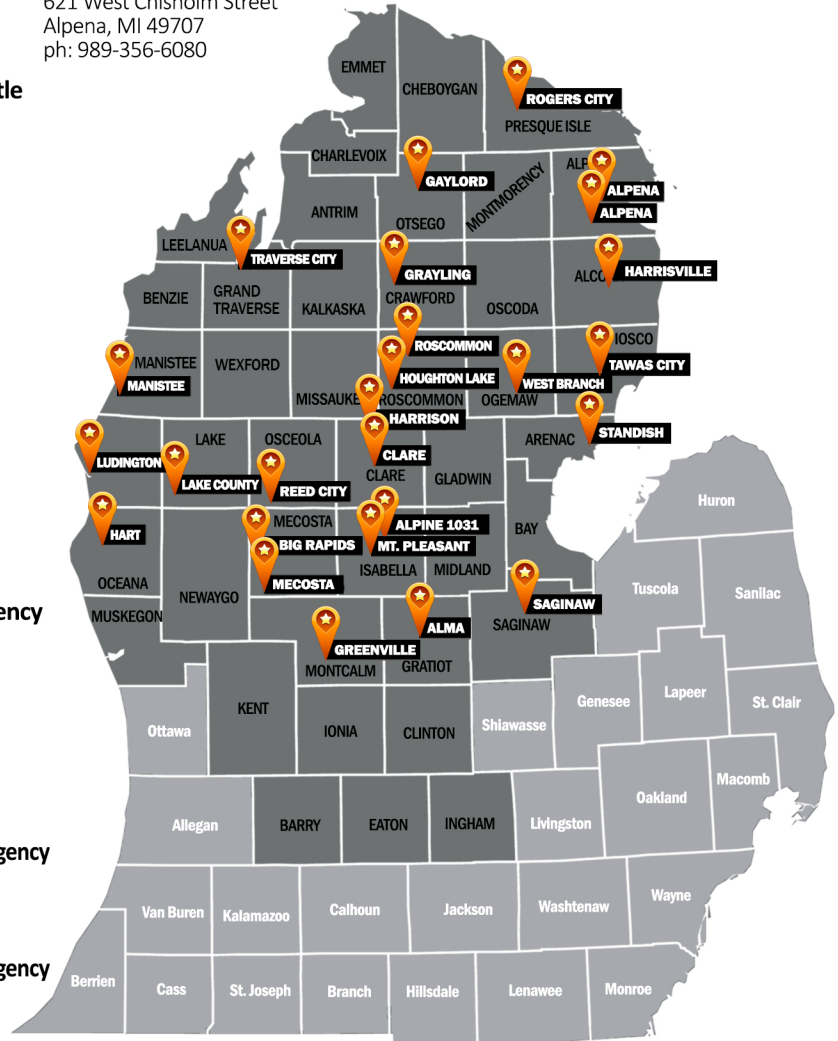 621 West Chisholm Street
Alpena, MI 49707
ph: 989-356-6080
tle
EMMET
CHEBOYGAN
ROGERS CITY
PRESQUE ISLE
CHARLEVOIX
GAYLORD
MONTMORENCY
ALP
ALPENA
ALPENA
ANTRIM
OTSEGO
LEELANUA
TRAVERSE CITY
GRAYLING
ALCO
HARRISVILLE
BENZIE
GRAND
TRAVERSE
KALKASKA
CRAWFORD
OSCODA
ROSCOMMON
IOSCO
MANISTEE
MANISTEE
WEXFORD
HOUGHTON LAKE
WEST BRANCH
TAWAS CITY
MISSAUKE
ROSCOMMON
OGEMAW
HARRISON
LAKE
OSCEOLA
CLARE
ARENAC
STANDISH
LUDINGTON
LAKE COUNTY
REED CITY
CLARE
GLADWIN
Huron
HART
MECOSTA
ALPINE 1031
BAY
BIG RAPIDS
MT. PLEASANT
OCEANA
NEWAYGO
MECOSTA
ISABELLA
MIDLAND
Tuscola
Sanilac
ency
MUSKEGON
SAGINAW
ALMA
SAGINAW
GREENVILLE
MONTCALM
GRATIOT
Ottawa
KENT
IONIA
CLINTON
Shiawasse
Genesee
Lapeer
St. Clair
Allegan
BARRY
EATON
INGHAM
Livingston
Oakland
Macomb
gency
Van Buren
Kalamazoo
Calhoun
Jackson
Washtenaw
Wayne
gency
Berrien
Cass
St. Joseph
Branch
Hillsdale
Lenawee
Monroe